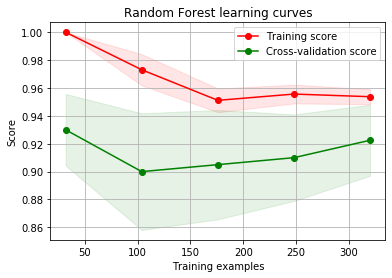 Random Forest learning curves
Training score
Cross-validation score
1.00
0.98
0.96
0.94
0.92
0.90
0.88
0.86
Score
50 100 150 200 250 300
Training examples